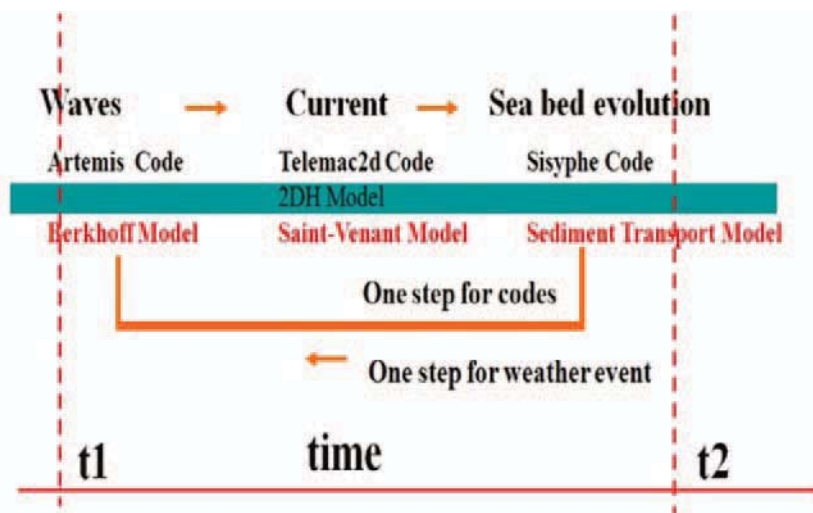 Waves Current Sea bed evolution
Artemis Code Telemac2d Code Sisyphe Code
2DH Model
Berkhoff Model Saint-Venant Model Sediment Transport Model
One step for codes
One step for weather event
t1 time t2